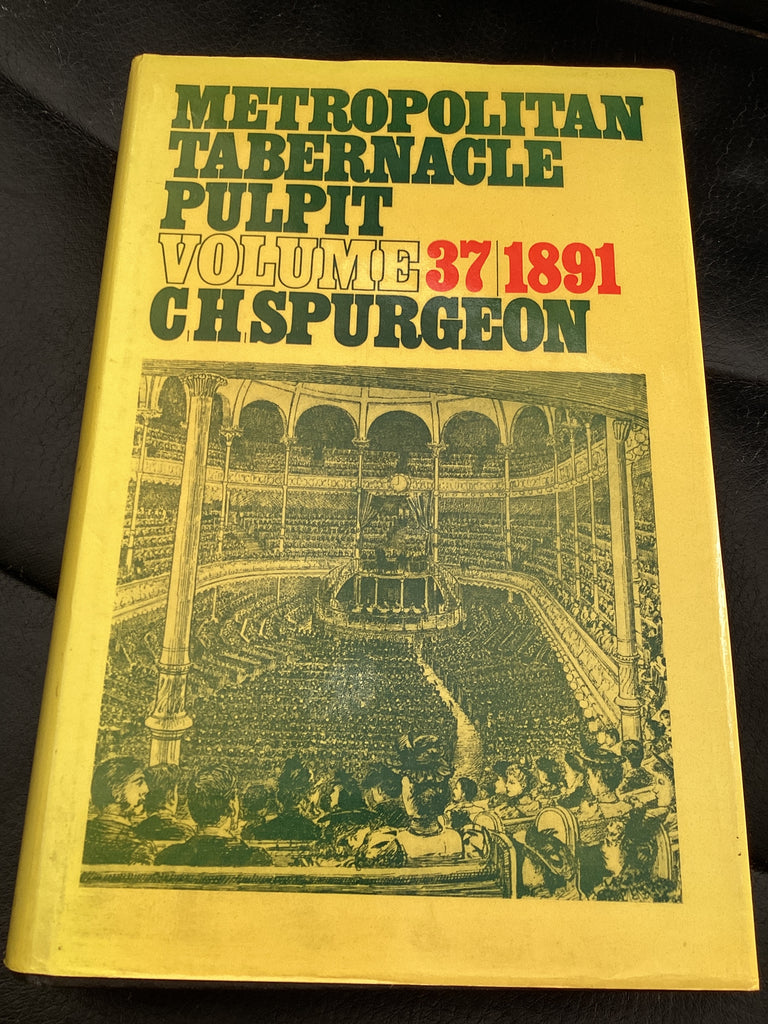 METROPOLITAN
TABERNACLE
PULPIT
VOLUME 37|1891
C|H|SPURGEON